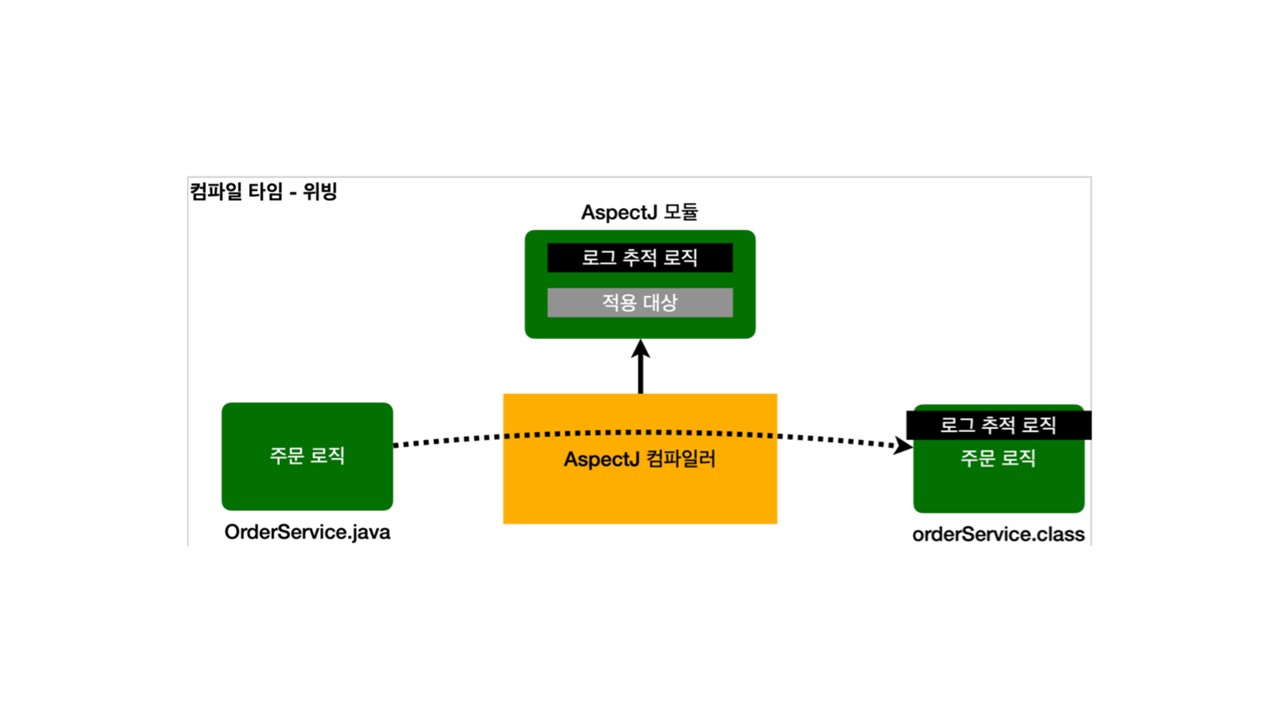 컴파일 타임 - 위빙
AspectJ 모듈
로그 추적 로직
적용 대상
주문 로직
OrderService.java
AspectJ 컴파일러
로그 추적 로직
주문 로직
orderService.class